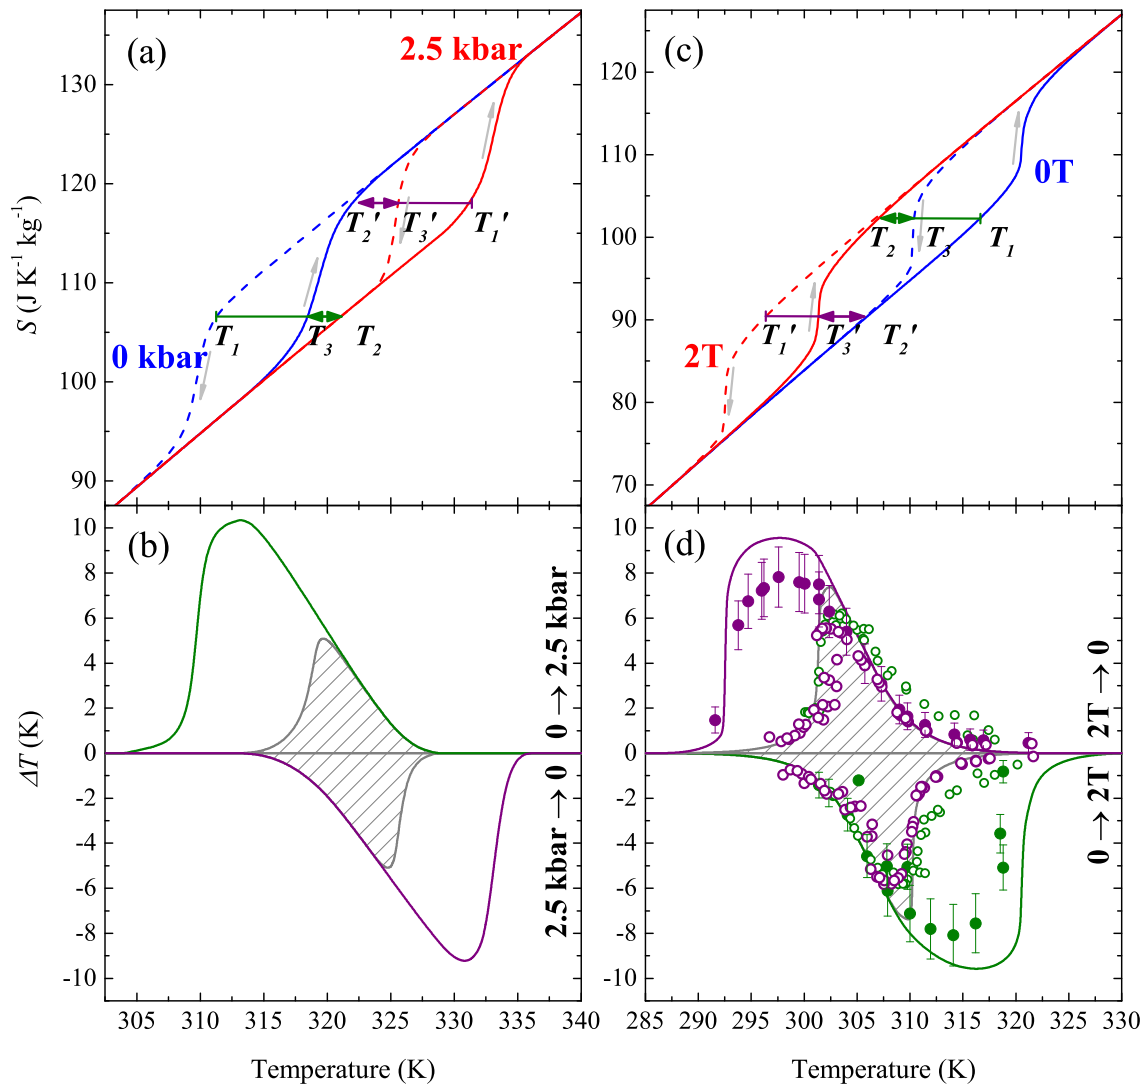 (a)
2.5 kbar
T2' T3' T1'
T1 T3 T2
0 kbar
130
120
110
100
90
S (J K-1 kg-1)
(c)
0T
T2 T3 T1
T1' T3' T2'
2T
120
110
100
90
80
70
(b)
10
8
6
4
2
0
-2
-4
-6
-8
-10
ΔT (K)
0 → 2.5 kbar
2.5 kbar → 0
305 310 315 320 325 330 335 340
Temperature (K)
(d)
10
8
6
4
2
0
-2
-4
-6
-8
-10
2T → 0
0 → 2T
285 290 295 300 305 310 315 320 325 330
Temperature (K)